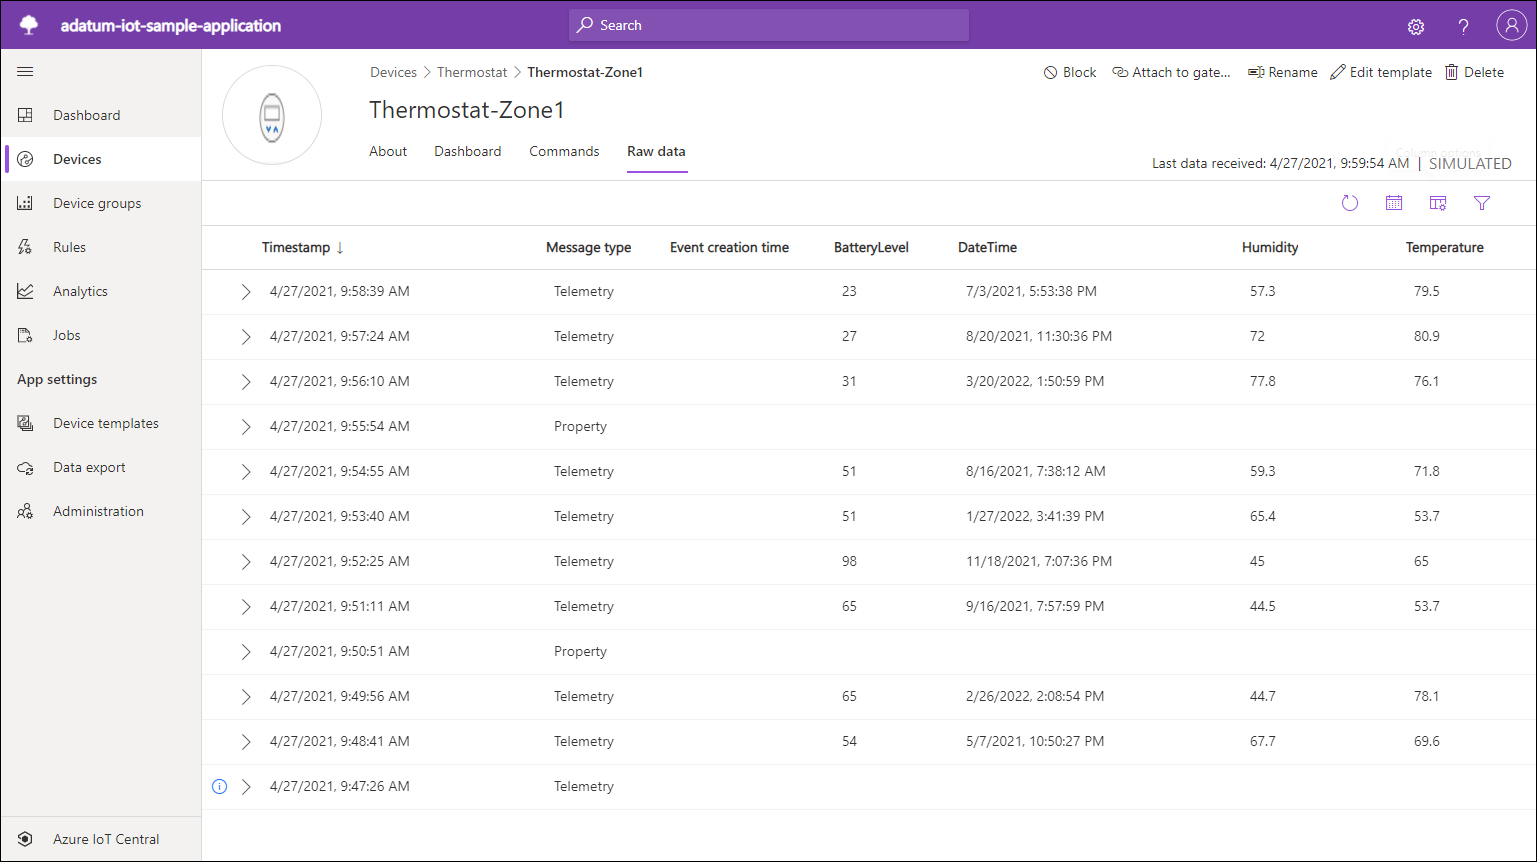 adatum-iot-sample-application
Search
?
Dashboard
Devices
Device groups
Rules
Analytics
Jobs
App settings
Device templates
Data export
Administration
Azure IoT Central
Devices > Thermostat > Thermostat-Zone1
Block Attach to gate... Rename Edit template Delete
Thermostat-Zone1
About Dashboard Commands Raw data
Column options
Last data received: 4/27/2021, 9:59:54 AM | SIMULATED
Timestamp ↓ Message type Event creation time BatteryLevel DateTime Humidity Temperature
4/27/2021, 9:58:39 AM Telemetry 23 7/3/2021, 5:53:38 PM 57.3 79.5
4/27/2021, 9:57:24 AM Telemetry 27 8/20/2021, 11:30:36 PM 72 80.9
4/27/2021, 9:56:10 AM Telemetry 31 3/20/2022, 1:50:59 PM 77.8 76.1
4/27/2021, 9:55:54 AM Property
4/27/2021, 9:54:55 AM Telemetry 51 8/16/2021, 7:38:12 AM 59.3 71.8
4/27/2021, 9:53:40 AM Telemetry 51 1/27/2022, 3:41:39 PM 65.4 53.7
4/27/2021, 9:52:25 AM Telemetry 98 11/18/2021, 7:07:36 PM 45 65
4/27/2021, 9:51:11 AM Telemetry 65 9/16/2021, 7:57:59 PM 44.5 53.7
4/27/2021, 9:50:51 AM Property
4/27/2021, 9:49:56 AM Telemetry 65 2/26/2022, 2:08:54 PM 44.7 78.1
4/27/2021, 9:48:41 AM Telemetry 54 5/7/2021, 10:50:27 PM 67.7 69.6
4/27/2021, 9:47:26 AM Telemetry